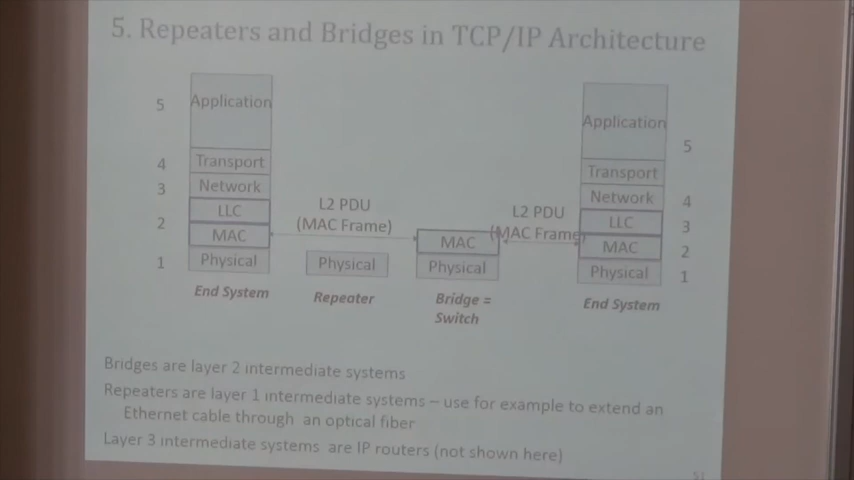 5. Repeaters and Bridges in TCP/IP Architecture
5
Application
4
Transport
3
Network
2
LLC
MAC
1
Physical
End System
L2 PDU
(MAC Frame)
Physical
Repeater
MAC
Physical
Bridge =
Switch
L2 PDU
(MAC Frame)
Application
5
Transport
Network
4
LLC
3
MAC
2
Physical
1
End System
Bridges are layer 2 intermediate systems
Repeaters are layer 1 intermediate systems – use for example to extend an
Ethernet cable through an optical fiber
Layer 3 intermediate systems are IP routers (not shown here)